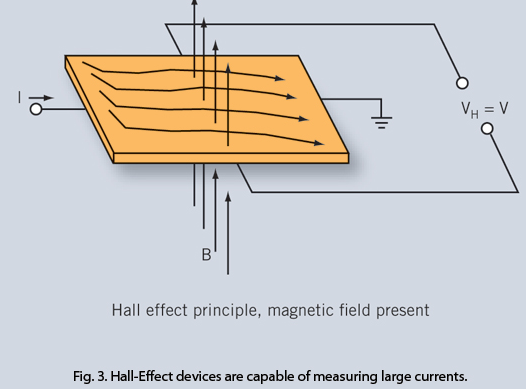 I
V_H = V
B
Hall effect principle, magnetic field present
Fig. 3. Hall-Effect devices are capable of measuring large currents.